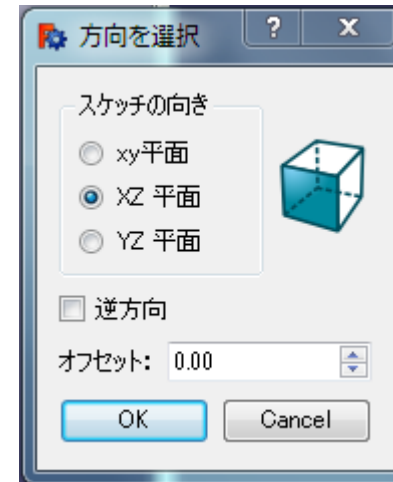 方向を選択
? x
スケッチの向き
xy平面
XZ 平面
YZ 平面
逆方向
オフセット: 0.00
OK Cancel